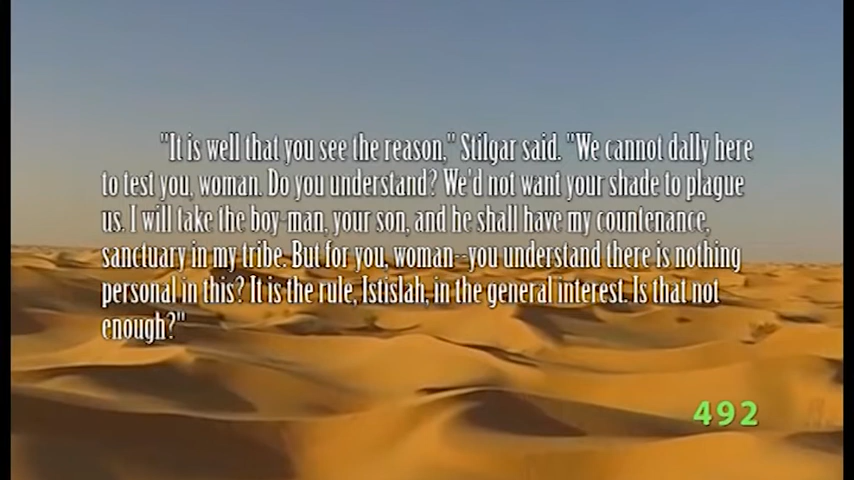 "It is well that you see the reason," Stilgar said. "We cannot dally here
to test you, woman. Do you understand? We'd not want your shade to plague
us. I will take the boy-man, your son, and he shall have my countenance,
sanctuary in my tribe. But for you, woman--you understand there is nothing
personal in this? It is the rule, Istislah, in the general interest. Is that not
enough?"
492